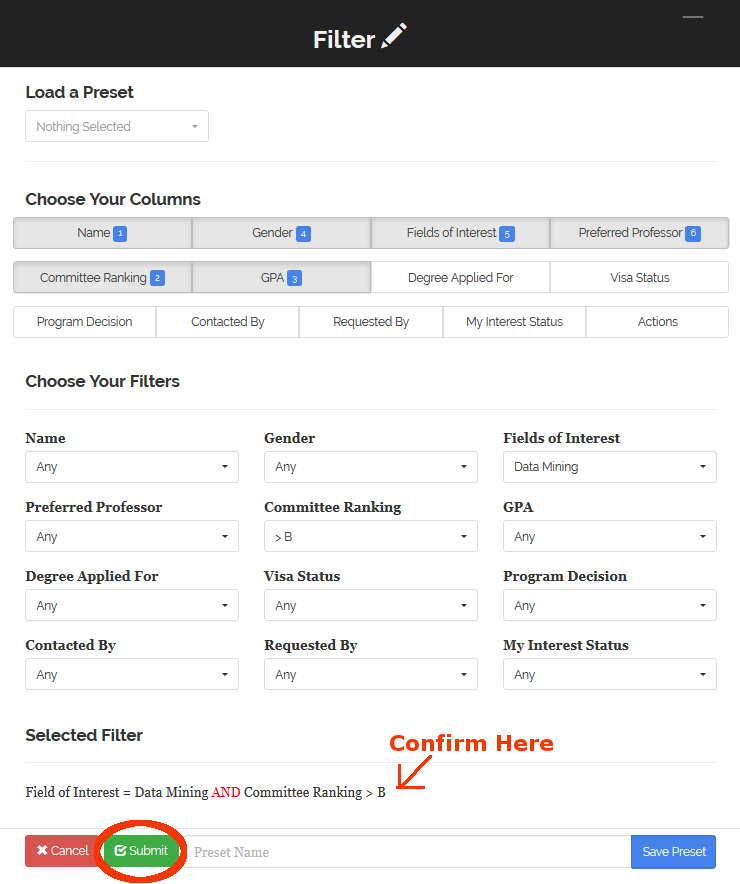 Filter
Load a Preset
Nothing Selected
Choose Your Columns
Name 1 Gender 4 Fields of Interest 5 Preferred Professor 6
Committee Ranking 2 GPA 3 Degree Applied For Visa Status
Program Decision Contacted By Requested By My Interest Status Actions
Choose Your Filters
Name Gender Fields of Interest
Any Any Data Mining
Preferred Professor Committee Ranking GPA
Any > B Any
Degree Applied For Visa Status Program Decision
Any Any Any
Contacted By Requested By My Interest Status
Any Any Any
Selected Filter
Confirm Here
Field of Interest = Data Mining AND Committee Ranking > B
Cancel Submit Preset Name Save Preset